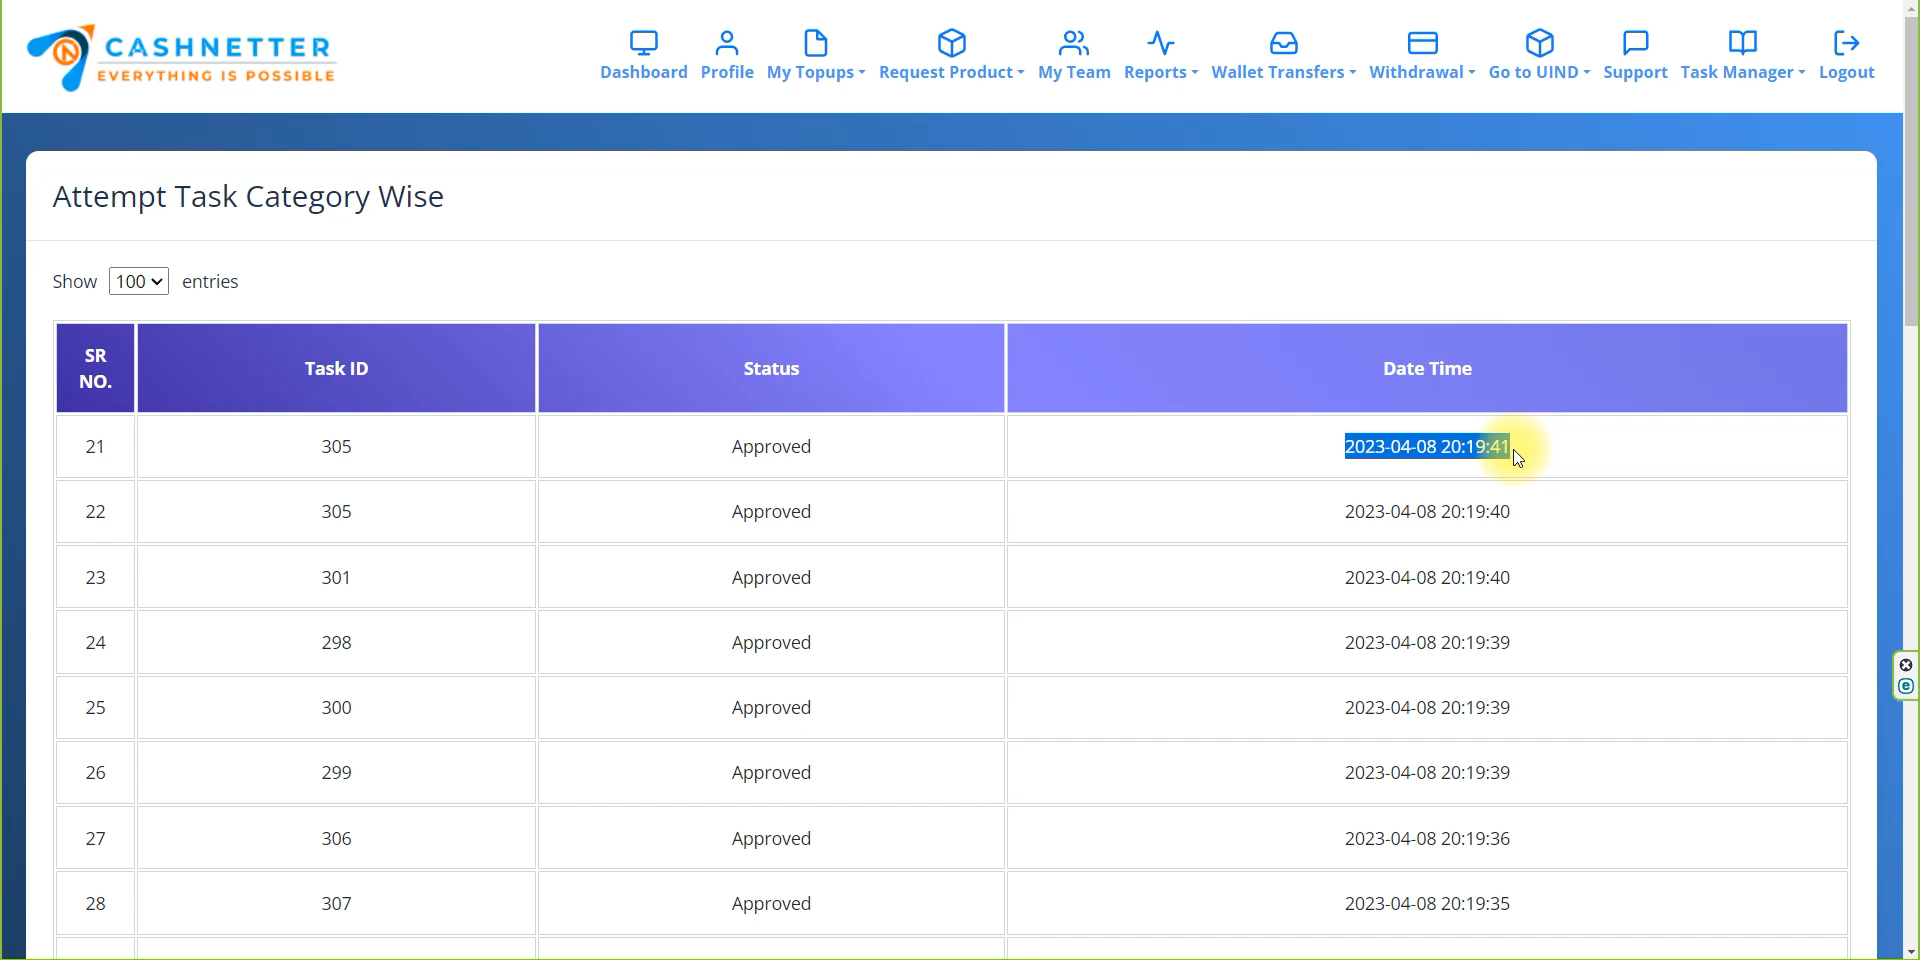 CASHNETTER
EVERYTHING IS POSSIBLE
Dashboard Profile My Topups Request Product My Team Reports Wallet Transfers Withdrawal Go to UIND Support Task Manager Logout
Attempt Task Category Wise
Show 100 entries
SR NO. Task ID Status Date Time
21 305 Approved 2023-04-08 20:19:41
22 305 Approved 2023-04-08 20:19:40
23 301 Approved 2023-04-08 20:19:40
24 298 Approved 2023-04-08 20:19:39
25 300 Approved 2023-04-08 20:19:39
26 299 Approved 2023-04-08 20:19:39
27 306 Approved 2023-04-08 20:19:36
28 307 Approved 2023-04-08 20:19:35